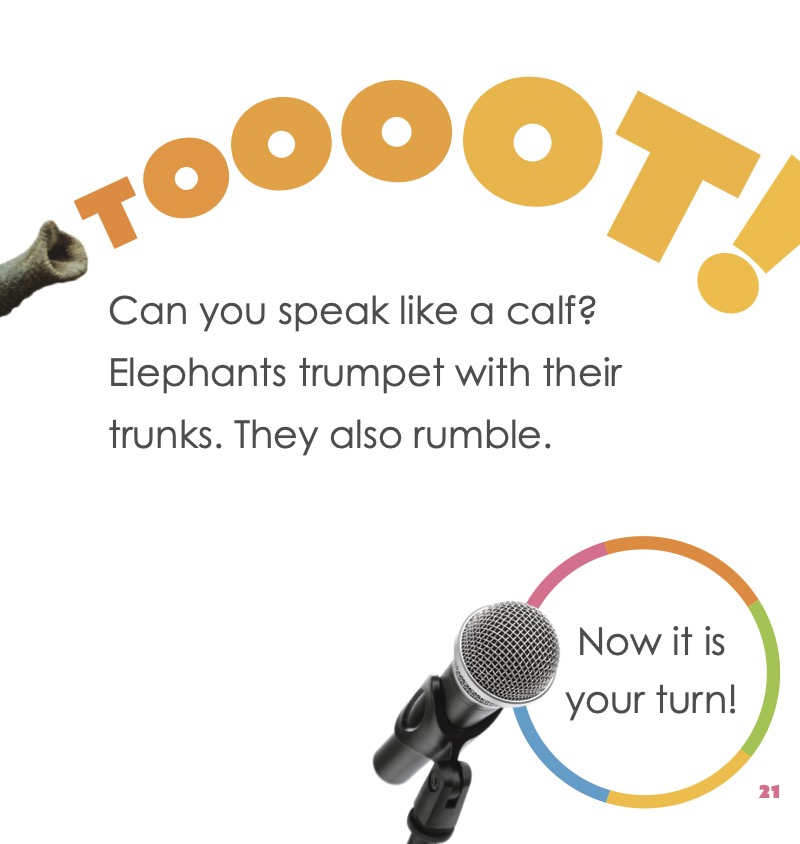 TOOOOT!
Can you speak like a calf?
Elephants trumpet with their
trunks. They also rumble.
Now it is
your turn!
21